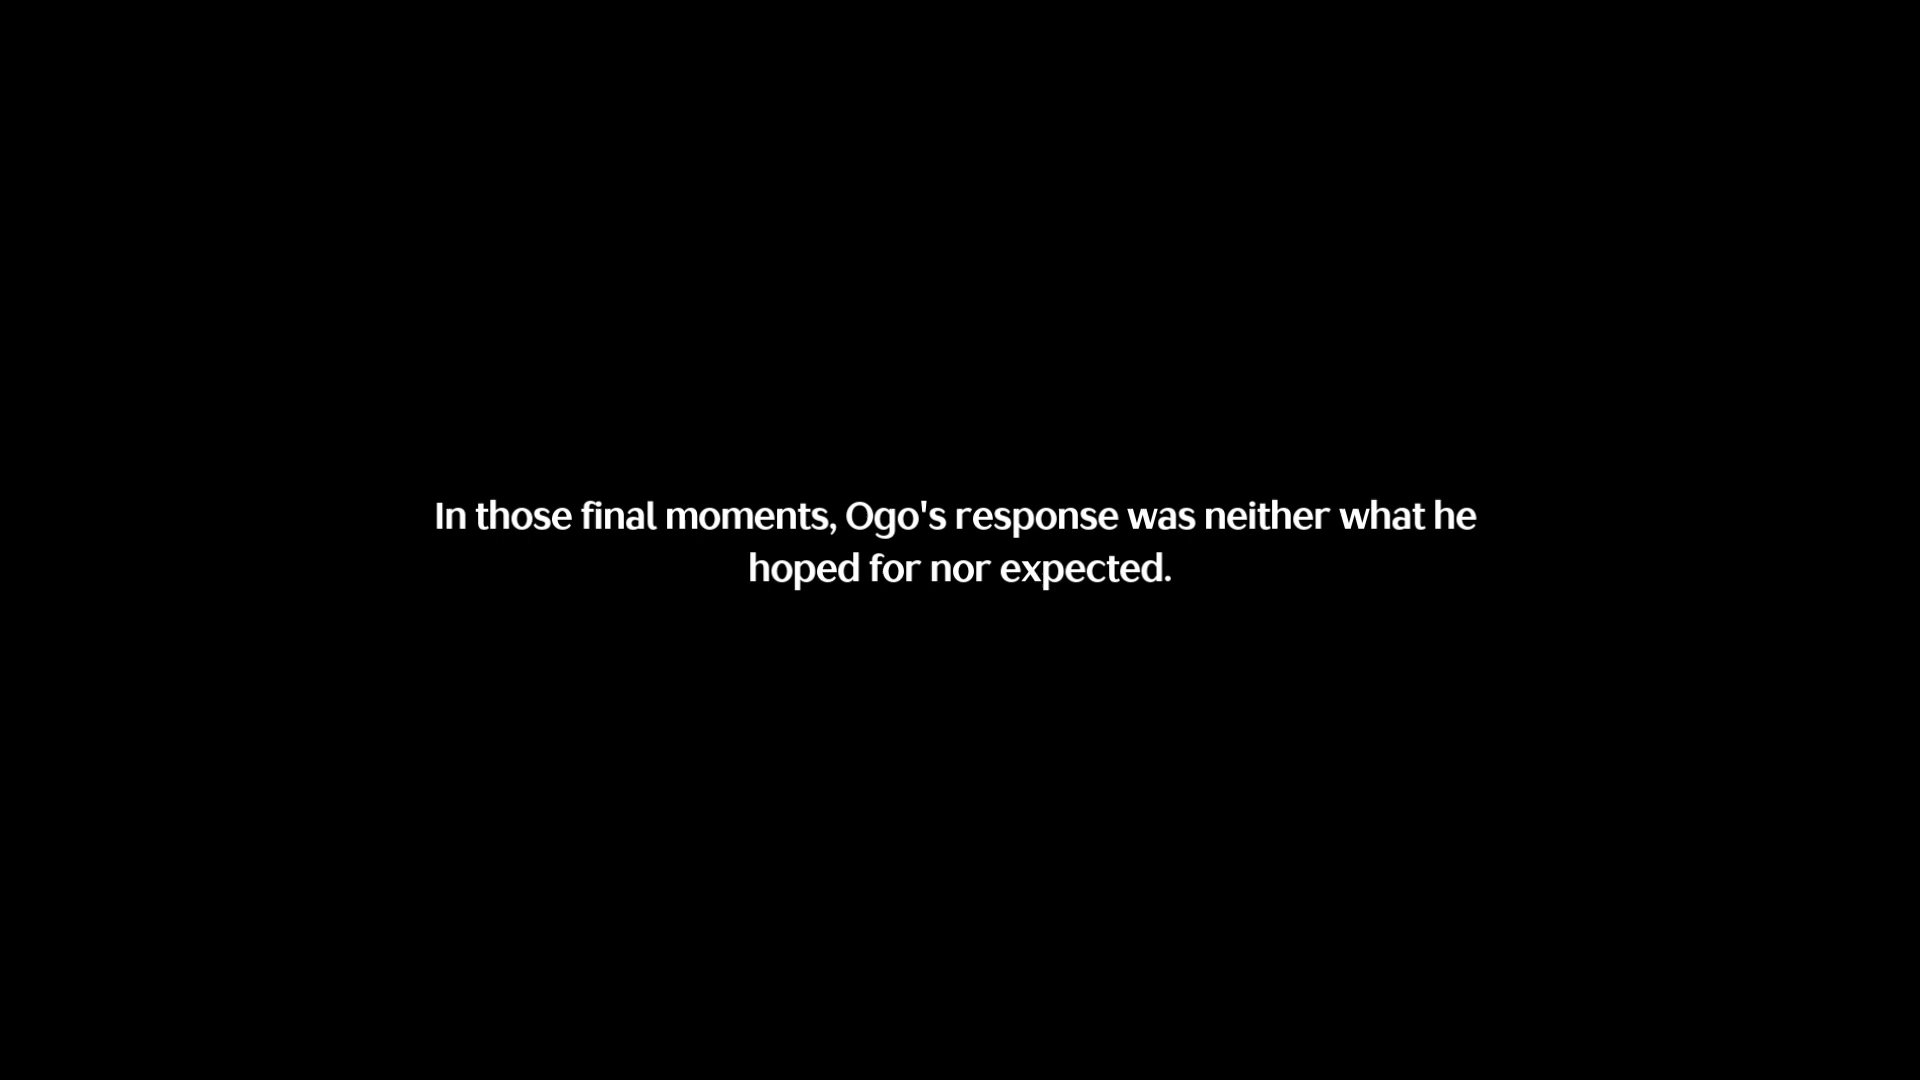 In those final moments, Ogo's response was neither what he
hoped for nor expected.